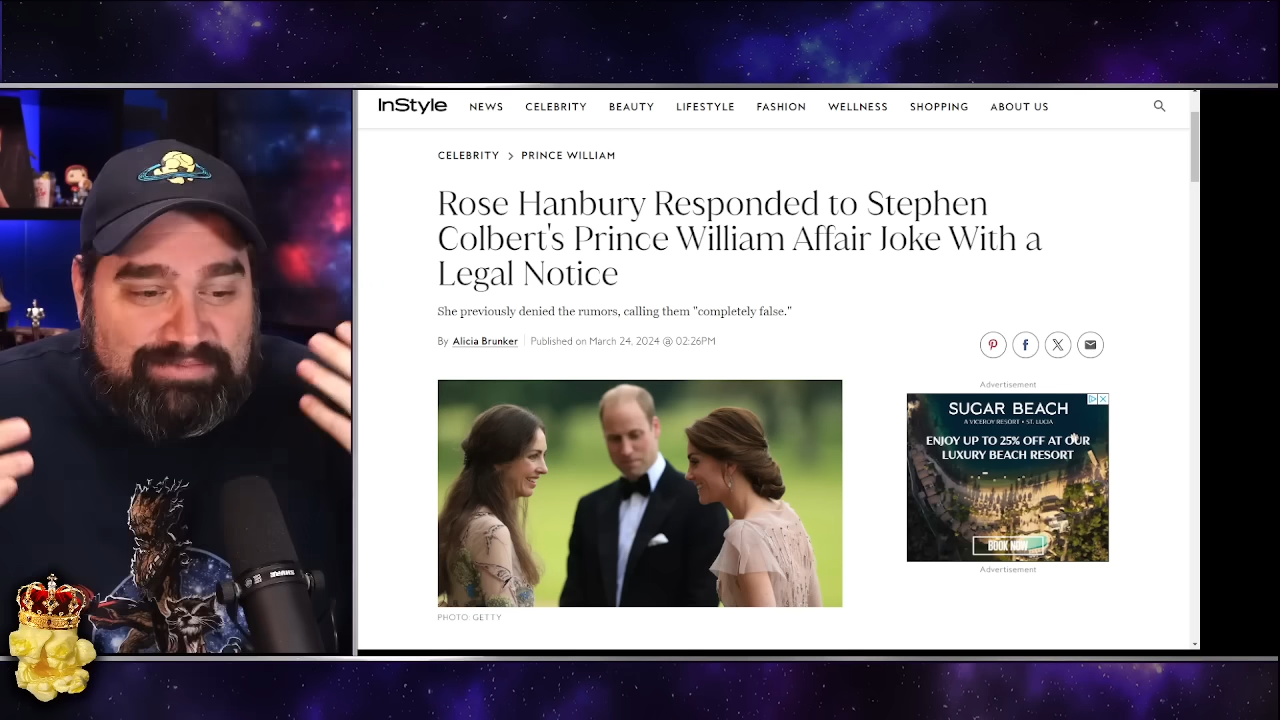 InStyle NEWS CELEBRITY BEAUTY LIFESTYLE FASHION WELLNESS SHOPPING ABOUT US
CELEBRITY > PRINCE WILLIAM
Rose Hanbury Responded to Stephen
Colbert's Prince William Affair Joke With a
Legal Notice
She previously denied the rumors, calling them "completely false."
By Alicia Brunker Published on March 24, 2024 @ 02:26PM
Advertisement
SUGAR BEACH
A VICEROY RESORT • ST. LUCIA
ENJOY UP TO 25% OFF AT OUR
LUXURY BEACH RESORT
BOOK NOW
Advertisement
PHOTO: GETTY